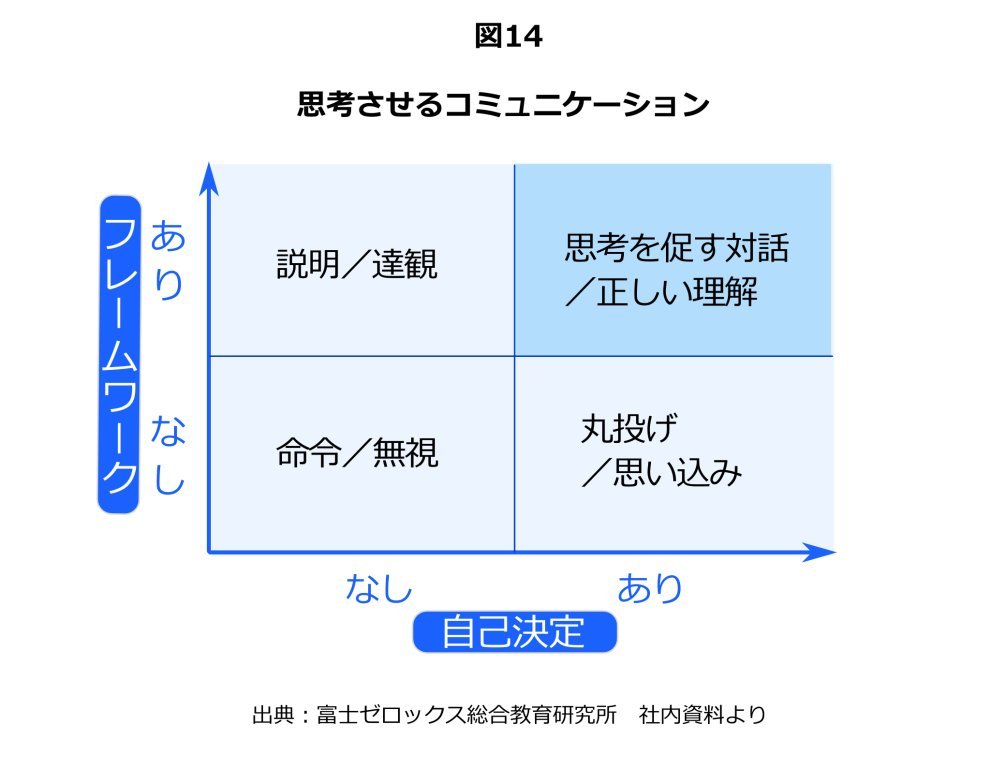 図14
思考させるコミュニケーション
フレームワーク
あり
なし
説明／達観
思考を促す対話
／正しい理解
命令／無視
丸投げ
／思い込み
なし
あり
自己決定
出典：富士ゼロックス総合教育研究所　社内資料より